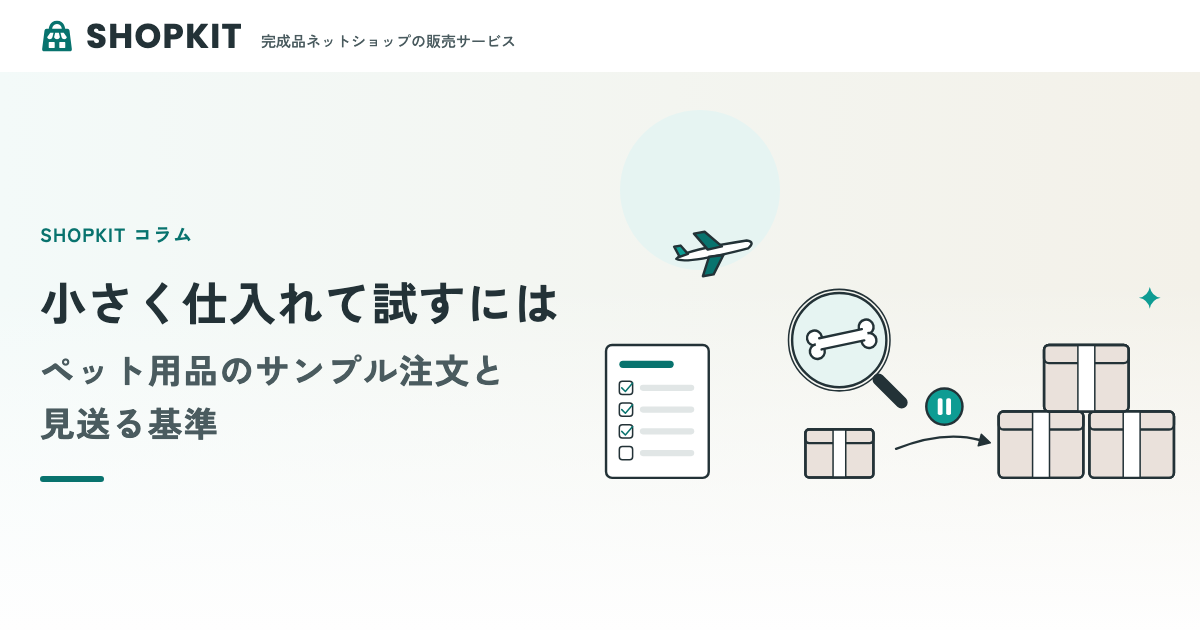 SHOPKIT 完成品ネットショップの販売サービス
SHOPKIT コラム
小さく仕入れて試すには
ペット用品のサンプル注文と
見送る基準